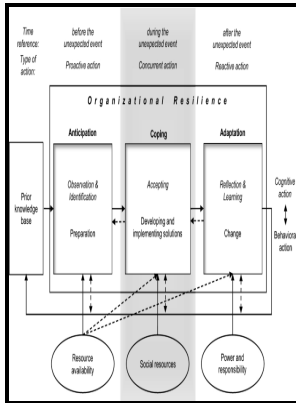 Time reference:
before the unexpected event
during the unexpected event
after the unexpected event
Type of action:
Proactive action
Concurrent action
Reactive action
Organizational Resilience
Anticipation
Coping
Adaptation
Prior knowledge base
Observation & Identification
Preparation
Accepting
Developing and implementing solutions
Reflection & Learning
Change
Cognitive action
Behavioral action
Resource availability
Social resources
Power and responsibility